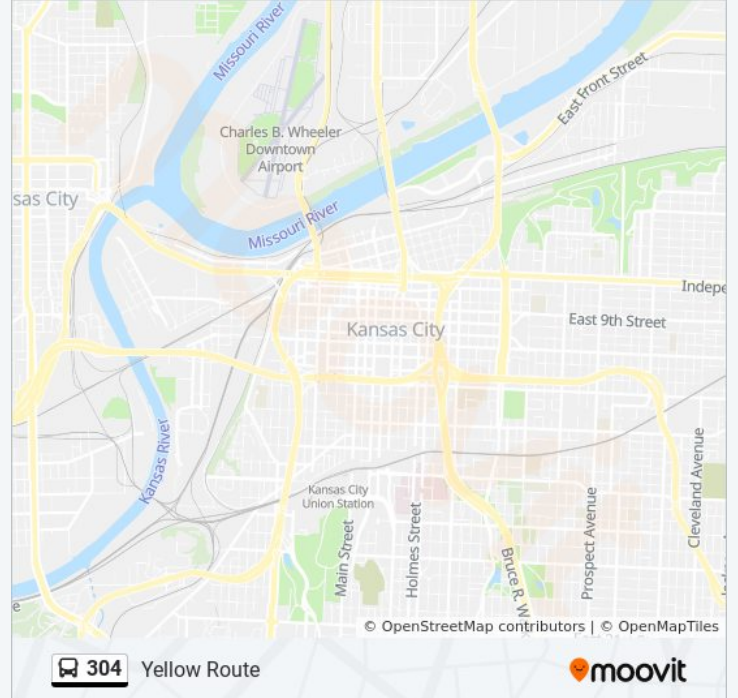 Missouri River
East Front Street
Charles B. Wheeler
Downtown
Airport
sas City
Missouri River
Indepe
East 9th Street
Kansas City
Kansas River
Kansas City
Union Station
Main Street
Holmes Street
Bruce R. W
Prospect Avenue
Cleveland Avenue
e
© OpenStreetMap contributors | © OpenMapTiles
304 Yellow Route
moovit